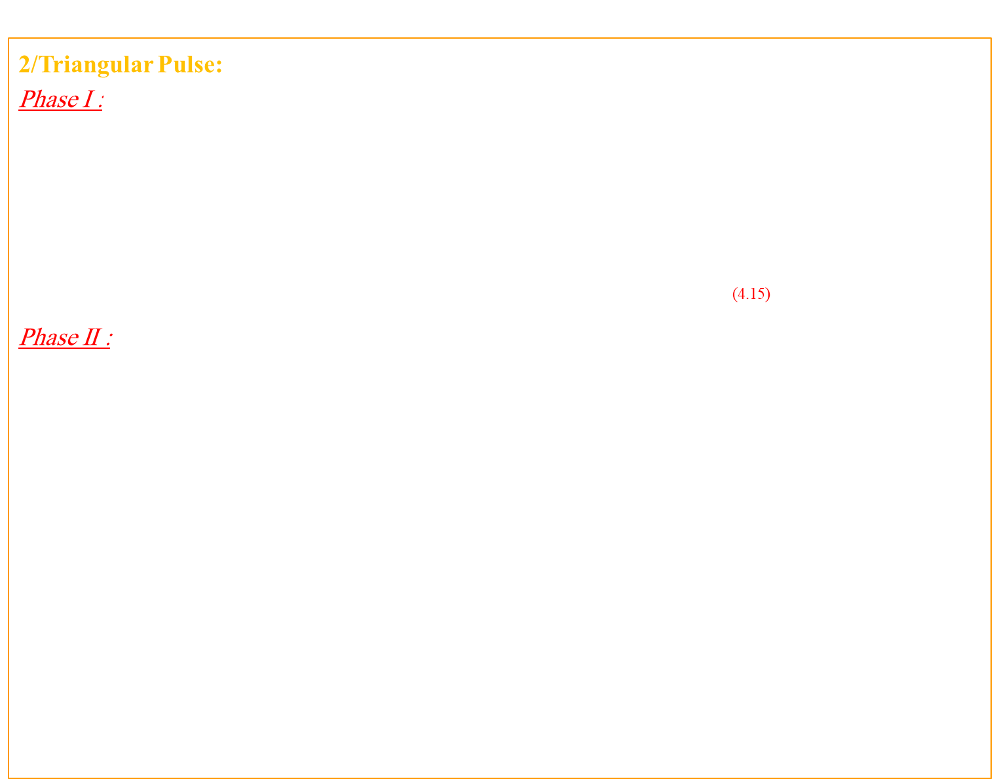 2/Triangular Pulse:
Phase I :
(4.15)
Phase II :